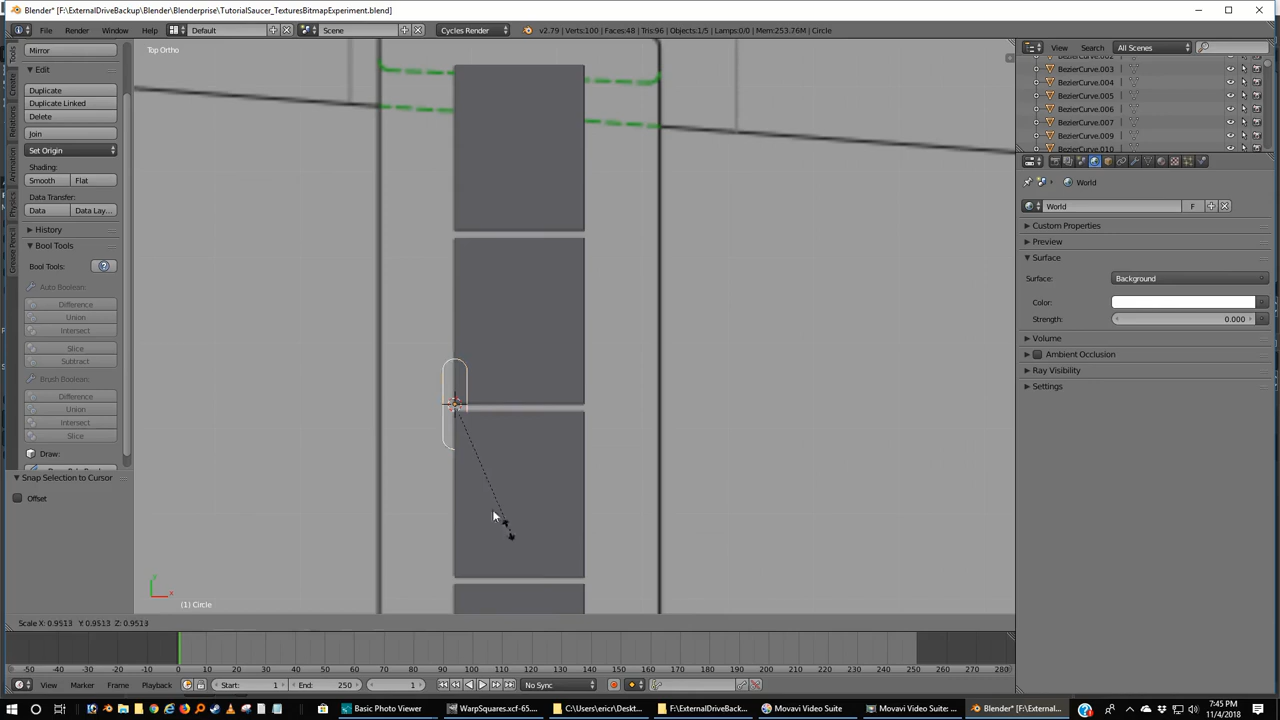 Blender* [F:\ExternalDriveBackup\Blender\Blenderprise\TutorialSaucer_TexturesBitmapExperiment.blend]
File Render Window Help Default Scene Cycles Render v2.79 | Verts:100 | Faces:48 | Tris:96 | Objects:1/5 | Lamps:0/0 | Mem:253.76M | Circle
Tools
Create
Relations
Animation
Physics
Grease Pencil
Mirror
Edit
Duplicate
Duplicate Linked
Delete
Join
Set Origin
Shading:
Smooth Flat
Data Transfer:
Data Data Lay...
History
Bool Tools
Bool Tools:
Auto Boolean:
Difference
Union
Intersect
Slice
Subtract
Brush Boolean:
Difference
Union
Intersect
Slice
Draw:
Snap Selection to Cursor
Offset
Top Ortho
y
x
(1) Circle
View Search All Scenes
BezierCurve.003
BezierCurve.004
BezierCurve.005
BezierCurve.006
BezierCurve.007
BezierCurve.009
BezierCurve.010
World
World F
Custom Properties
Preview
Surface
Surface: Background
Color:
Strength: 0.000
Volume
Ambient Occlusion
Ray Visibility
Settings
Scale X: 0.9513 Y: 0.9513 Z: 0.9513
-50 -40 -30 -20 -10 0 10 20 30 40 50 60 70 80 90 100 110 120 130 140 150 160 170 180 190 200 210 220 230 240 250 260 270 280
View Marker Frame Playback Start: 1 End: 250 1 No Sync
Basic Photo Viewer WarpSquares.xcf-65.... C:\Users\ericr\Deskt... F:\ExternalDriveBac... Movavi Video Suite Movavi Video Suite:... Blender* [F:\External... 7:45 PM
11/4/2018